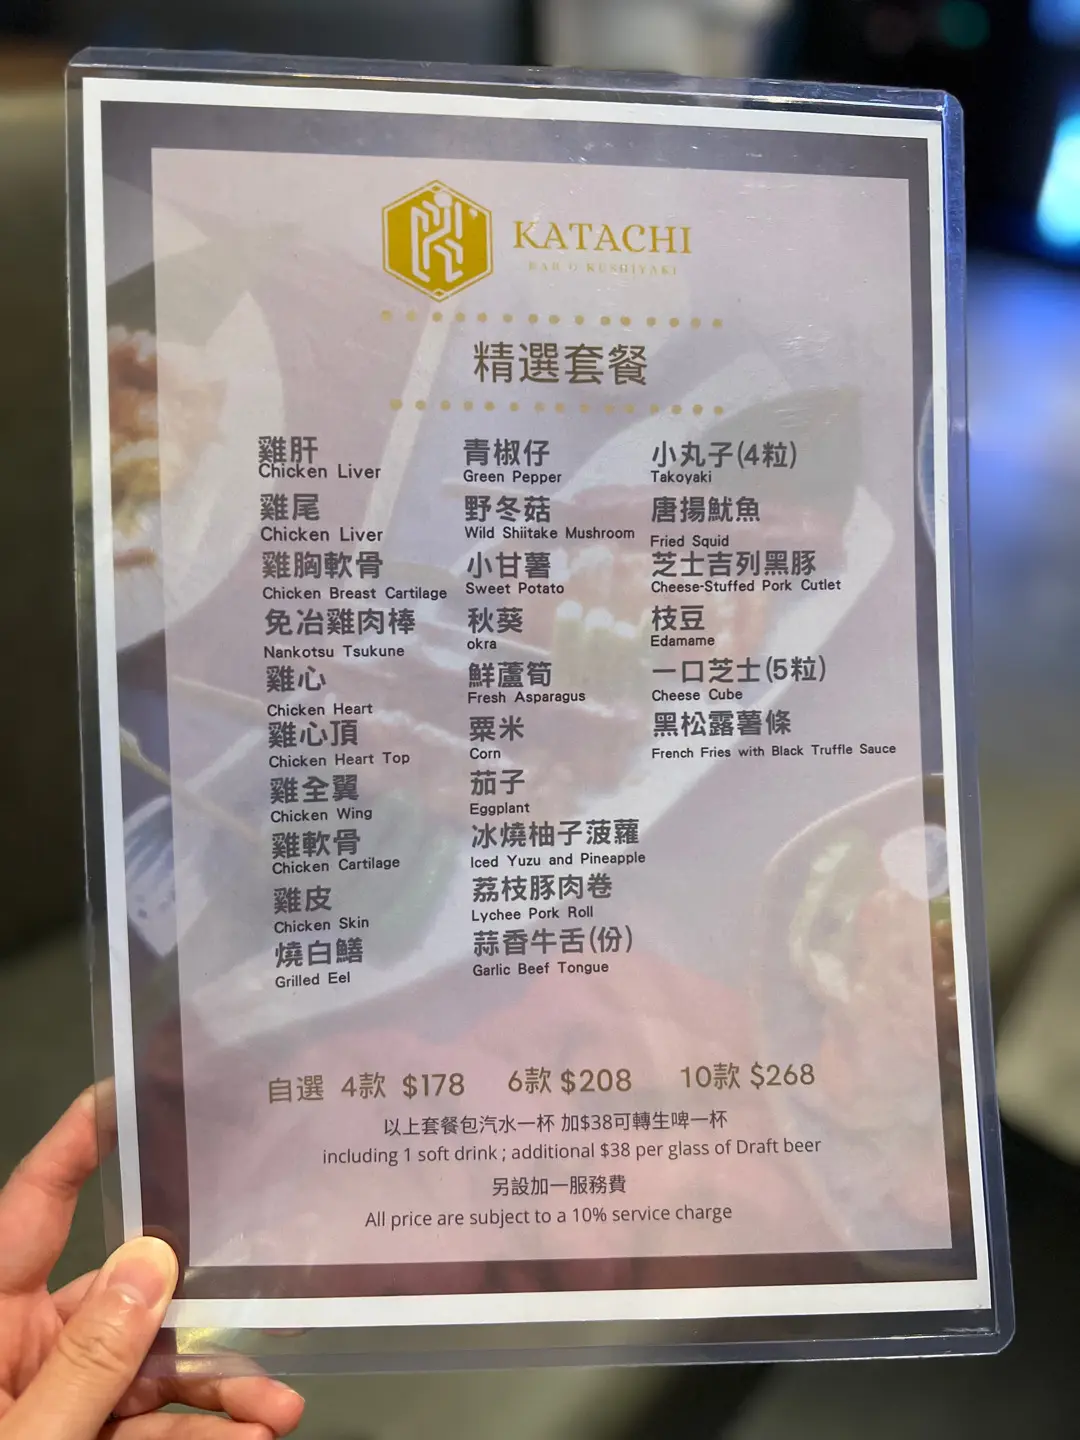 KATACHI
BAR & KUSHIYAKI
精選套餐
雞肝
Chicken Liver
雞尾
Chicken Liver
雞胸軟骨
Chicken Breast Cartilage
免冶雞肉棒
Nankotsu Tsukune
雞心
Chicken Heart
雞心頂
Chicken Heart Top
雞全翼
Chicken Wing
雞軟骨
Chicken Cartilage
雞皮
Chicken Skin
燒白鱔
Grilled Eel
青椒仔
Green Pepper
野冬菇
Wild Shiitake Mushroom
小甘薯
Sweet Potato
秋葵
okra
鮮蘆筍
Fresh Asparagus
粟米
Corn
茄子
Eggplant
冰燒柚子菠蘿
Iced Yuzu and Pineapple
荔枝豚肉卷
Lychee Pork Roll
蒜香牛舌(份)
Garlic Beef Tongue
小丸子(4粒)
Takoyaki
唐揚魷魚
Fried Squid
芝士吉列黑豚
Cheese-Stuffed Pork Cutlet
枝豆
Edamame
一口芝士(5粒)
Cheese Cube
黑松露薯條
French Fries with Black Truffle Sauce
自選 4款 $178 6款 $208 10款 $268
以上套餐包汽水一杯 加$38可轉生啤一杯
including 1 soft drink ; additional $38 per glass of Draft beer
另設加一服務費
All price are subject to a 10% service charge